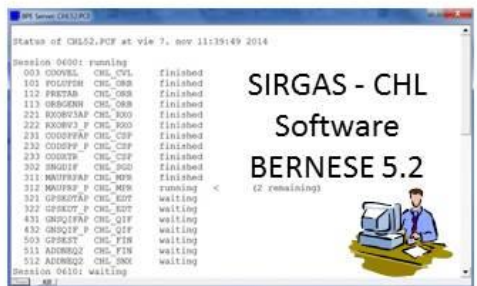 BPE Server: CHL52.PCF
Status of CHL52.PCF at vie 7. nov 11:39:49 2014
Session 0600: running
003 COOVEL CHL_CVL finished
101 POLUPDH CHL_ORB finished
112 PRETAB CHL_ORB finished
113 ORBGENH CHL_ORB finished
221 RXOBV3AP CHL_RXO finished
222 RXOBV3_P CHL_RXO finished
231 CODSPPAP CHL_CSP finished
232 CODSPP_P CHL_CSP finished
233 CODXTR CHL_CSP finished
302 SNGDIF CHL_SGD finished
311 MAUPRPAP CHL_MPR finished
312 MAUPRP_P CHL_MPR running < (2 remaining)
321 GPSEDTAP CHL_EDT waiting
322 GPSEDT_P CHL_EDT waiting
431 GNSQIFAP CHL_QIF waiting
432 GNSQIF_P CHL_QIF waiting
503 GPSEST CHL_FIN waiting
511 ADDNEQ2 CHL_FIN waiting
512 ADDNEQ2 CHL_SNX waiting
Session 0610: waiting
SIRGAS - CHL
Software
BERNESE 5.2